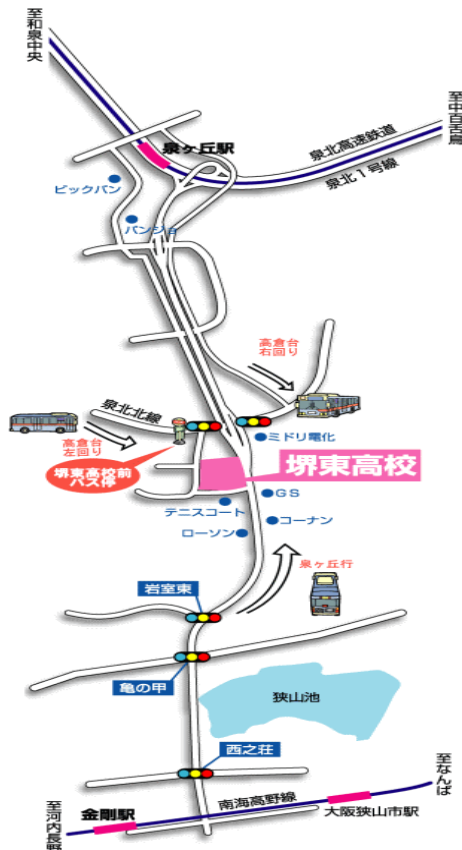 至和泉中央
至中百舌鳥
泉ヶ丘駅
泉北高速鉄道
泉北1号線
ビックバン
パンジョ
高倉台
右回り
泉北北線
高倉台
左回り
堺東高校前
バス停
ミドリ電化
堺東高校
GS
テニスコート
コーナン
ローソン
泉ヶ丘行
岩室東
亀の甲
狭山池
西之荘
至なんば
南海高野線
金剛駅
大阪狭山市駅
至河内長野